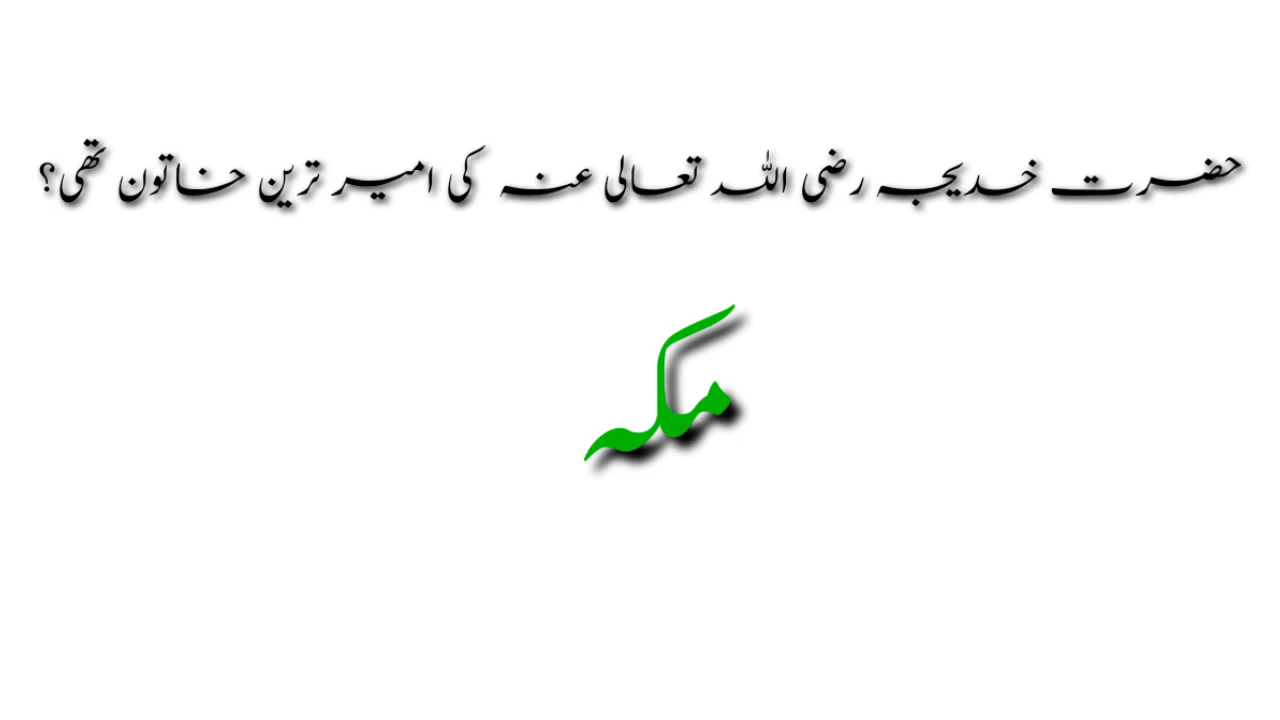 حضرت خدیجہ رضی اللہ تعالی عنہ کی امیر ترین خاتون تھی؟
مکہ